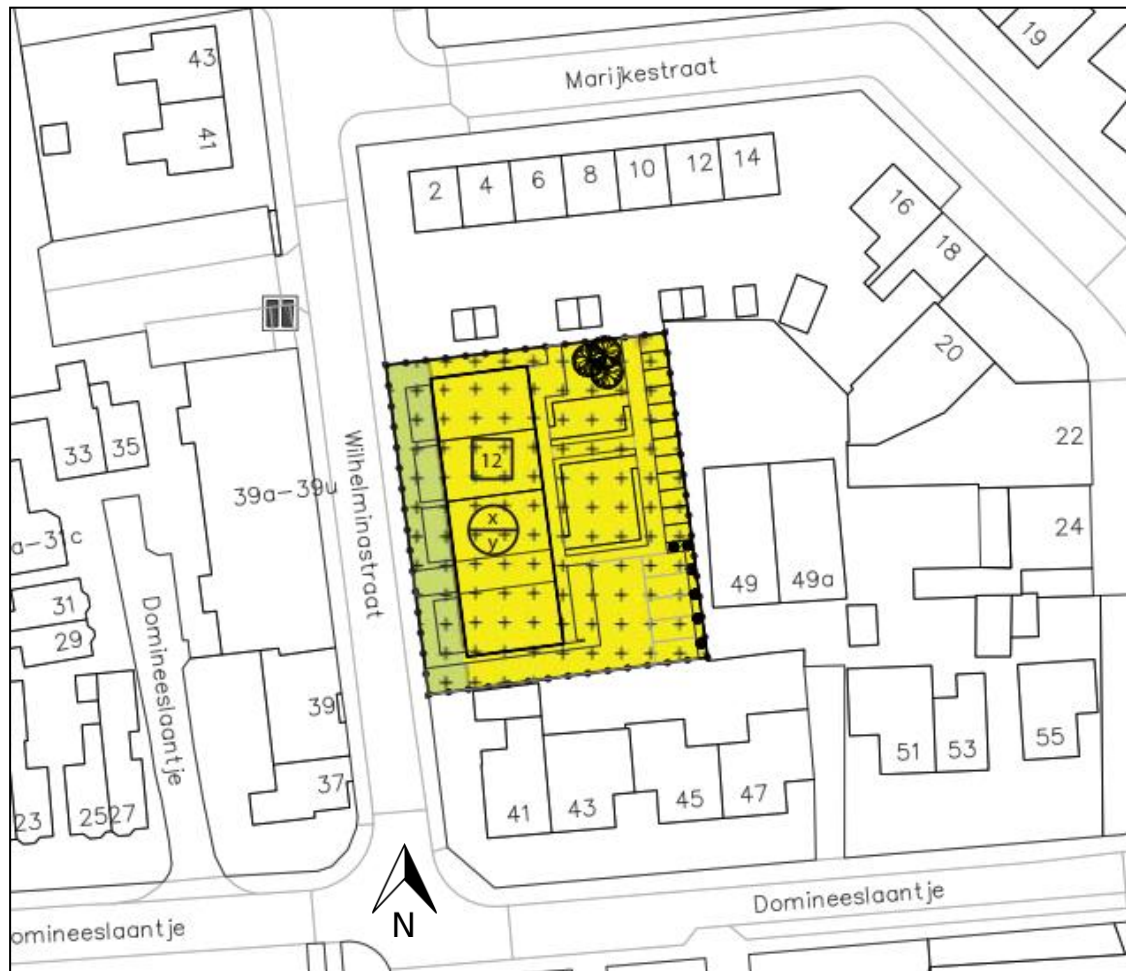 19
43
Marijkestraat
41
2 4 6 8 10 12 14
16
18
20
33 35
39a-39u
Wilhelminastraat
12
22
x
y
a-31c
24
49 49a
31
29
Domineeslaantje
39
37
51 53 55
23 25 27
41 43 45 47
N
Domineeslaantje
omineeslaantje